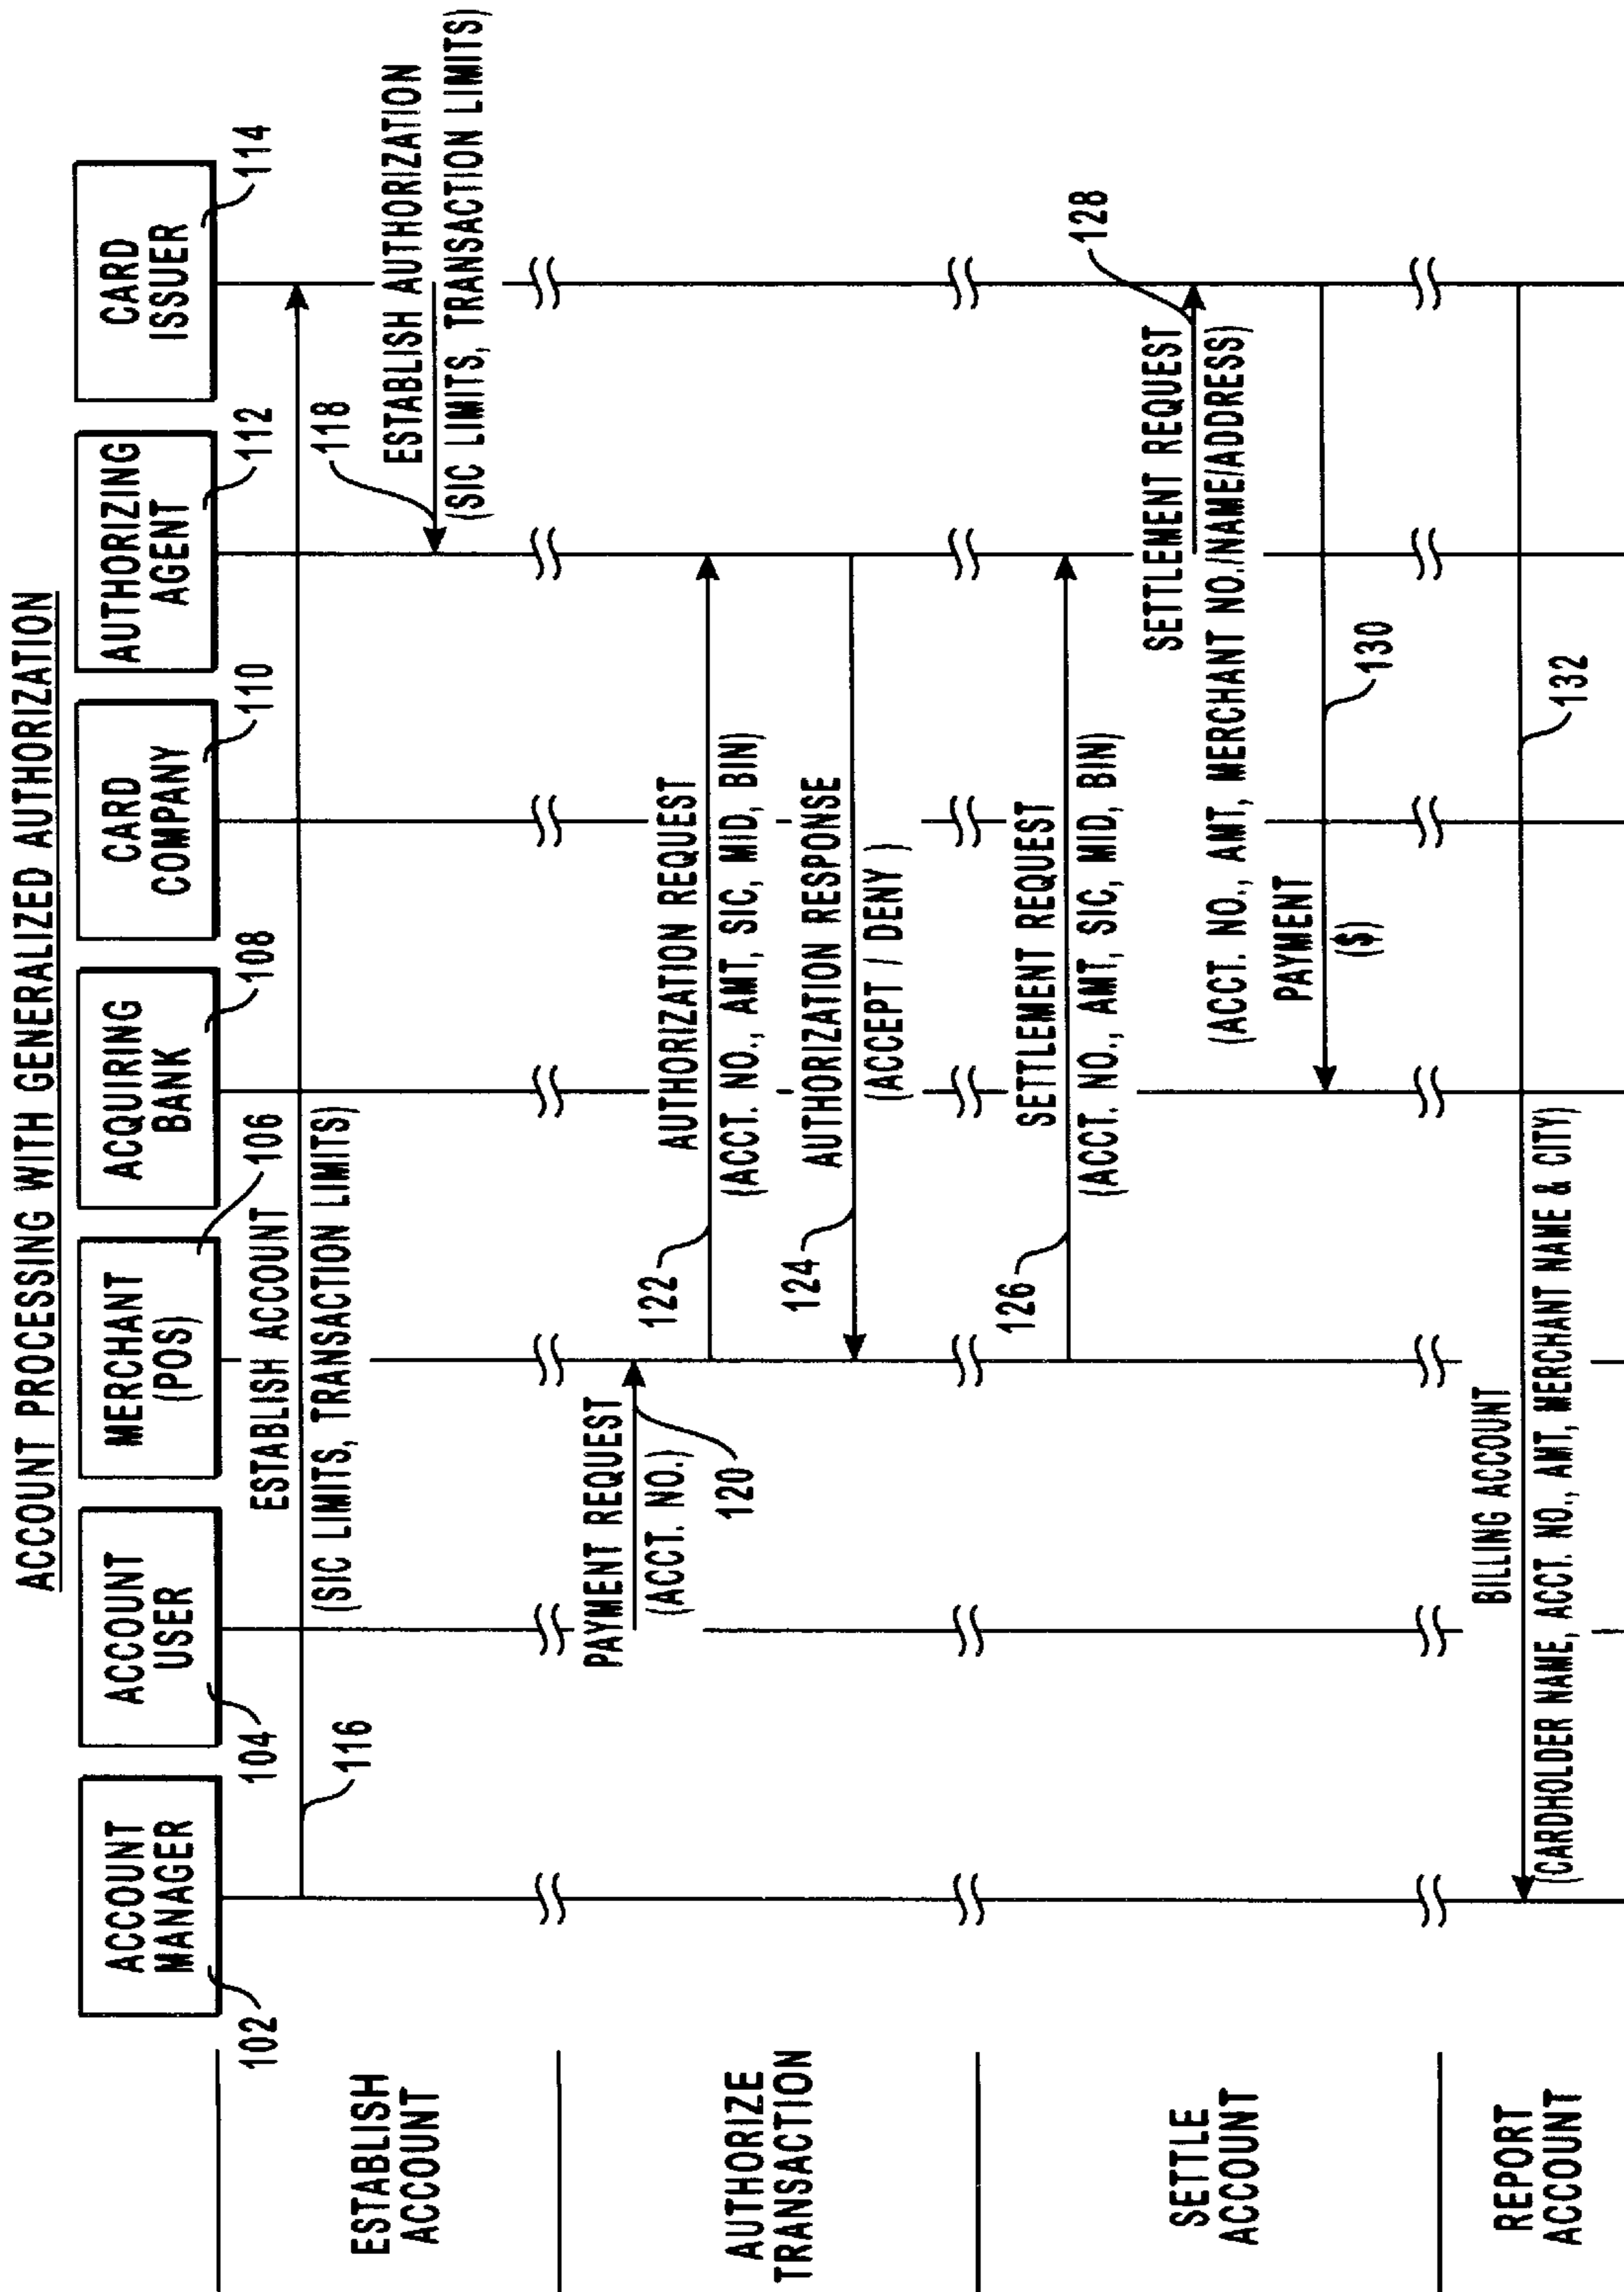 ACCOUNT PROCESSING WITH GENERALIZED AUTHORIZATION
ACCOUNT
MANAGER
102
ACCOUNT
USER
104
MERCHANT
(POS)
106
ACQUIRING
BANK
108
CARD
COMPANY
110
AUTHORIZING
AGENT
112
CARD
ISSUER
114
ESTABLISH
ACCOUNT
ESTABLISH ACCOUNT
(SIC LIMITS, TRANSACTION LIMITS)
116
118
ESTABLISH AUTHORIZATION
(SIC LIMITS, TRANSACTION LIMITS)
AUTHORIZE
TRANSACTION
PAYMENT REQUEST
(ACCT. NO.)
120
122
AUTHORIZATION REQUEST
(ACCT. NO., AMT, SIC, MID, BIN)
124
AUTHORIZATION RESPONSE
(ACCEPT / DENY )
SETTLE
ACCOUNT
126
SETTLEMENT REQUEST
(ACCT. NO., AMT, SIC, MID, BIN)
128
SETTLEMENT REQUEST
(ACCT. NO., AMT, MERCHANT NO./NAME/ADDRESS)
PAYMENT
($)
130
REPORT
ACCOUNT
BILLING ACCOUNT
(CARDHOLDER NAME, ACCT. NO., AMT, MERCHANT NAME & CITY)
132